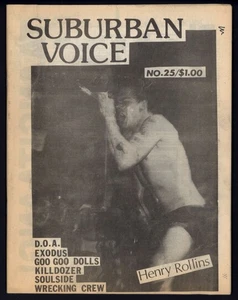 SUBURBAN
VOICE
NO.25/$1.00
D.O.A.
EXODUS
GOO GOO DOLLS
KILLDOZER
SOULSIDE
WRECKING CREW
Henry Rollins